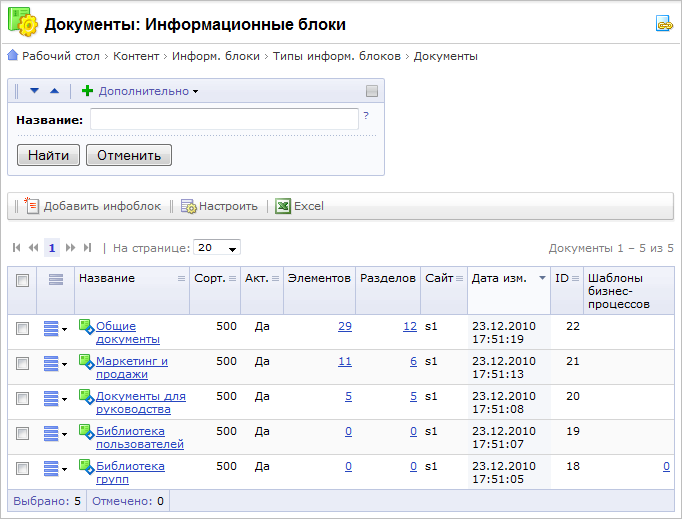 Документы: Информационные блоки
Рабочий стол › Контент › Информ. блоки › Типы информ. блоков › Документы
Дополнительно
Название: ?
Найти Отменить
Добавить инфоблок Настроить Excel
1 | На странице: 20 Документы 1 – 5 из 5
Название Сорт. Акт. Элементов Разделов Сайт Дата изм. ID Шаблоны
бизнес-
процессов
Общие 500 Да 29 12 s1 23.12.2010 22
документы 17:51:19
Маркетинг и 500 Да 11 6 s1 23.12.2010 21
продажи 17:51:13
Документы для 500 Да 5 5 s1 23.12.2010 20
руководства 17:51:08
Библиотека 500 Да 0 0 s1 23.12.2010 19
пользователей 17:51:07
Библиотека 500 Да 0 0 s1 23.12.2010 18 0
групп 17:51:05
Выбрано: 5 Отмечено: 0